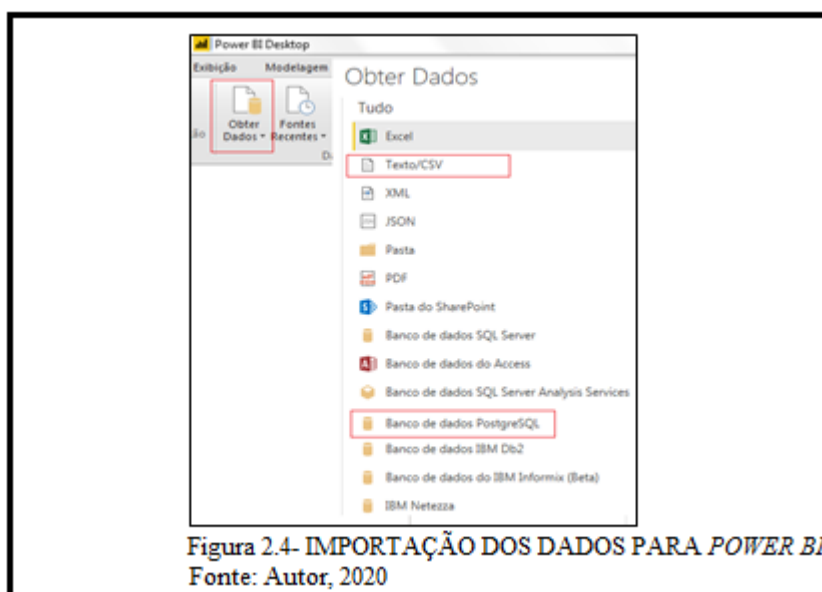 Power BI Desktop
Exibição Modelagem
Obter Dados
Fontes Recentes
Obter Dados
Tudo
Excel
Texto/CSV
XML
JSON
Pasta
PDF
Pasta do SharePoint
Banco de dados SQL Server
Banco de dados do Access
Banco de dados SQL Server Analysis Services
Banco de dados PostgreSQL
Banco de dados IBM Db2
Banco de dados do IBM Informix (Beta)
IBM Netezza
Figura 2.4- IMPORTAÇÃO DOS DADOS PARA POWER BI
Fonte: Autor, 2020